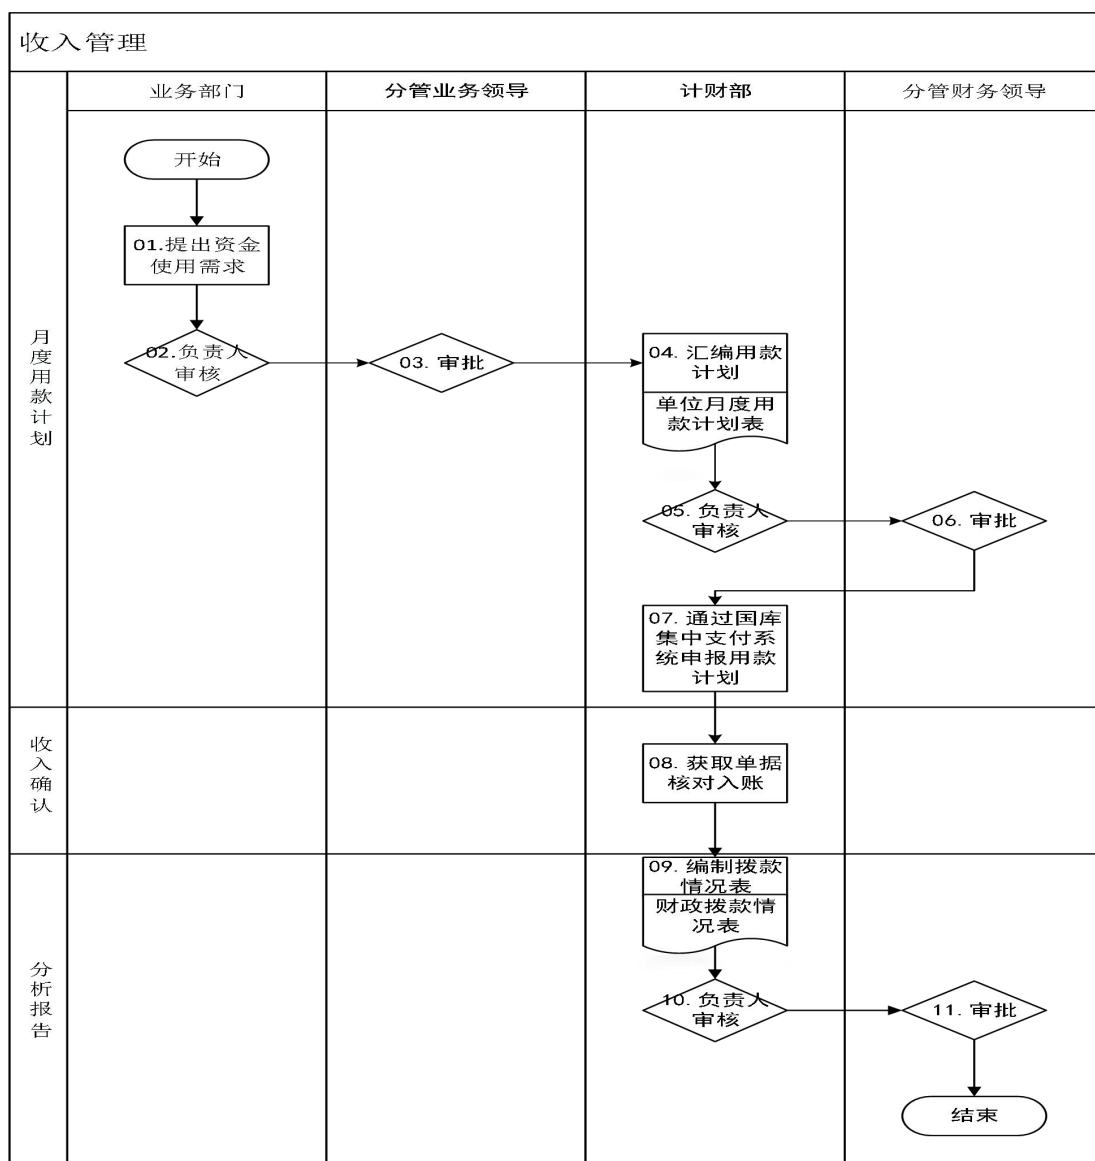 收入管理
业务部门
分管业务领导
计财部
分管财务领导
月度用款计划
开始
01.提出资金
使用需求
02.负责人
审核
03. 审批
04. 汇编用款
计划
单位月度用
款计划表
05. 负责人
审核
06. 审批
07. 通过国库
集中支付系
统申报用款
计划
收入确认
08. 获取单据
核对入账
分析报告
09. 编制拨款
情况表
财政拨款情
况表
10. 负责人
审核
11. 审批
结束